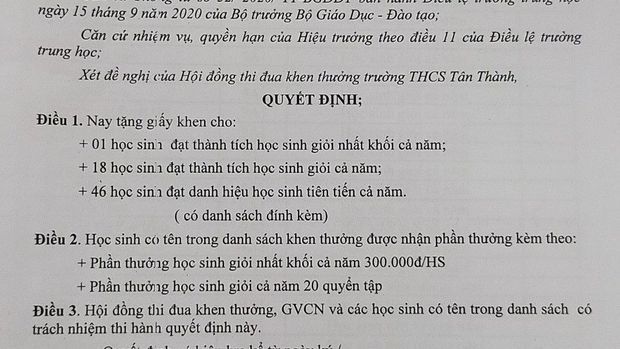 ngày 15 tháng 9 năm 2020 của Bộ trưởng Bộ Giáo Dục - Đào tạo;
Căn cứ nhiệm vụ, quyền hạn của Hiệu trưởng theo điều 11 của Điều lệ trường
trung học;
Xét đề nghị của Hội đồng thi đua khen thưởng trường THCS Tân Thành,
QUYẾT ĐỊNH;
Điều 1. Nay tặng giấy khen cho:
+ 01 học sinh đạt thành tích học sinh giỏi nhất khối cả năm;
+ 18 học sinh đạt thành tích học sinh giỏi cả năm;
+ 46 học sinh đạt danh hiệu học sinh tiên tiến cả năm.
( có danh sách đính kèm)
Điều 2. Học sinh có tên trong danh sách khen thưởng được nhận phần thưởng kèm theo:
+ Phần thưởng học sinh giỏi nhất khối cả năm 300.000đ/HS
+ Phần thưởng học sinh giỏi cả năm 20 quyển tập
Điều 3. Hội đồng thi đua khen thưởng, GVCN và các học sinh có tên trong danh sách có
trách nhiệm thi hành quyết định này.